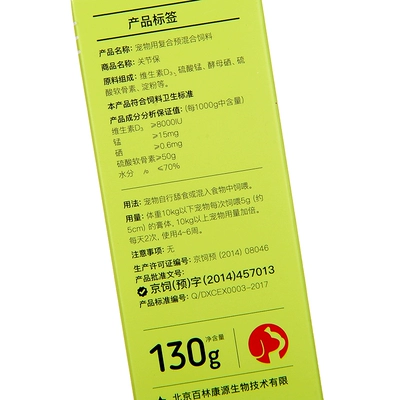 产品标签
产品名称: 宠物用复合预混合饲料
商品名称: 关节保
原料组成: 维生素D₃、硫酸锰、酵母硒、硫
酸软骨素、淀粉等。
本产品符合饲料卫生标准
产品成分分析保证值: (每1000g中含量)
维生素D₃ ≥8000IU
锰 ≥15mg
硒 ≥0.6mg
硫酸软骨素≥50g
水分 ≤70%
用法: 宠物自行舔食或混入食物中饲喂。
用量: 体重10kg以下宠物每次饲喂5g (约
5cm) 的膏体, 10kg以上宠物用量加倍。
每天2次, 使用4-6周。
注意事项: 无
生产许可证编号: 京饲预 (2014) 08046
产品批准文号:
京饲(预)字(2014)457013
产品标准编号: Q/DXCEX0003-2017
130g 净含量
北京百林康源生物技术有限